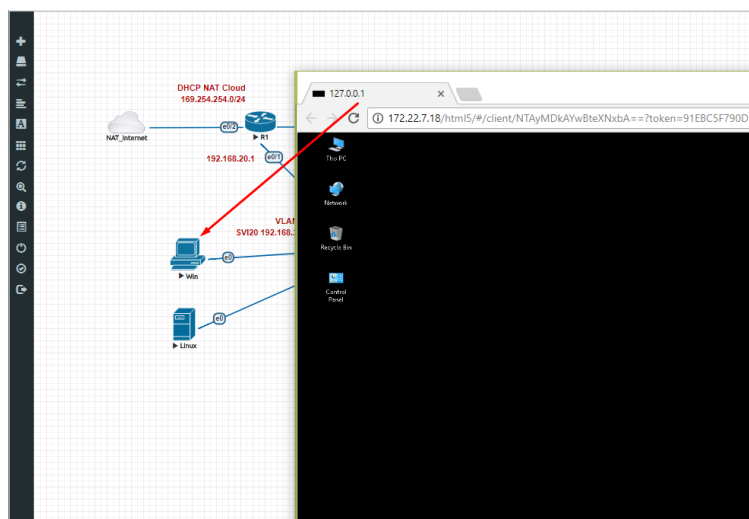 DHCP NAT Cloud
169.254.254.0/24
NAT_Internet
e0/2
R1
192.168.20.1
e0/1
VLAN
SVI20 192.168.2
e0
Win
e0
Linux
127.0.0.1
172.22.7.18/html5/#/client/NTAyMDkAYwBteXNxbA==?token=91EBC5F790D
This PC
Network
Recycle Bin
Control
Panel